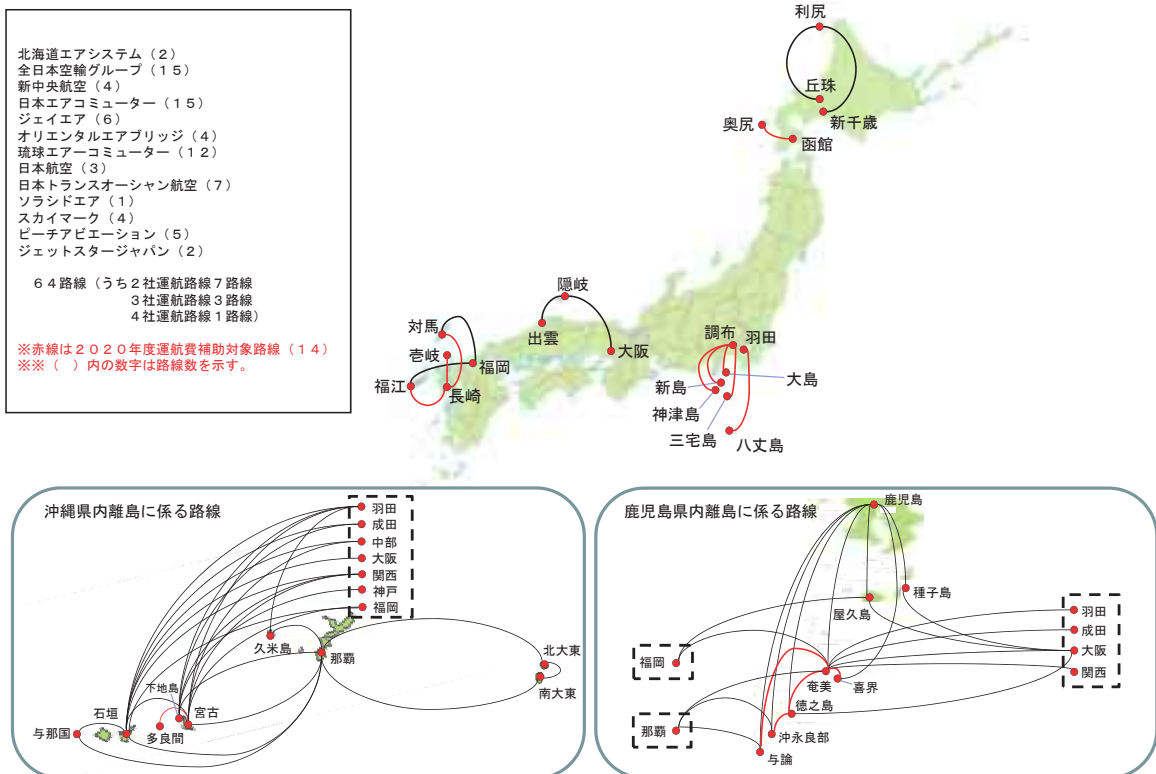 北海道エアシステム（２）
全日本空輸グループ（１５）
新中央航空（４）
日本エアコミューター（１５）
ジェイエア（６）
オリエンタルエアブリッジ（４）
琉球エアーコミューター（１２）
日本航空（３）
日本トランスオーシャン航空（７）
ソラシドエア（１）
スカイマーク（４）
ピーチアビエーション（５）
ジェットスタージャパン（２）
６４路線（うち２社運航路線７路線
３社運航路線３路線
４社運航路線１路線）
※赤線は２０２０年度運航費補助対象路線（１４）
※※（　）内の数字は路線数を示す。
利尻
丘珠
新千歳
奥尻
函館
隠岐
出雲
大阪
対馬
壱岐
福岡
福江
長崎
調布
羽田
大島
新島
神津島
三宅島
八丈島
沖縄県内離島に係る路線
羽田
成田
中部
大阪
関西
神戸
福岡
久米島
那覇
北大東
南大東
下地島
宮古
石垣
多良間
与那国
鹿児島県内離島に係る路線
鹿児島
種子島
屋久島
羽田
成田
大阪
関西
福岡
奄美
喜界
徳之島
那覇
沖永良部
与論